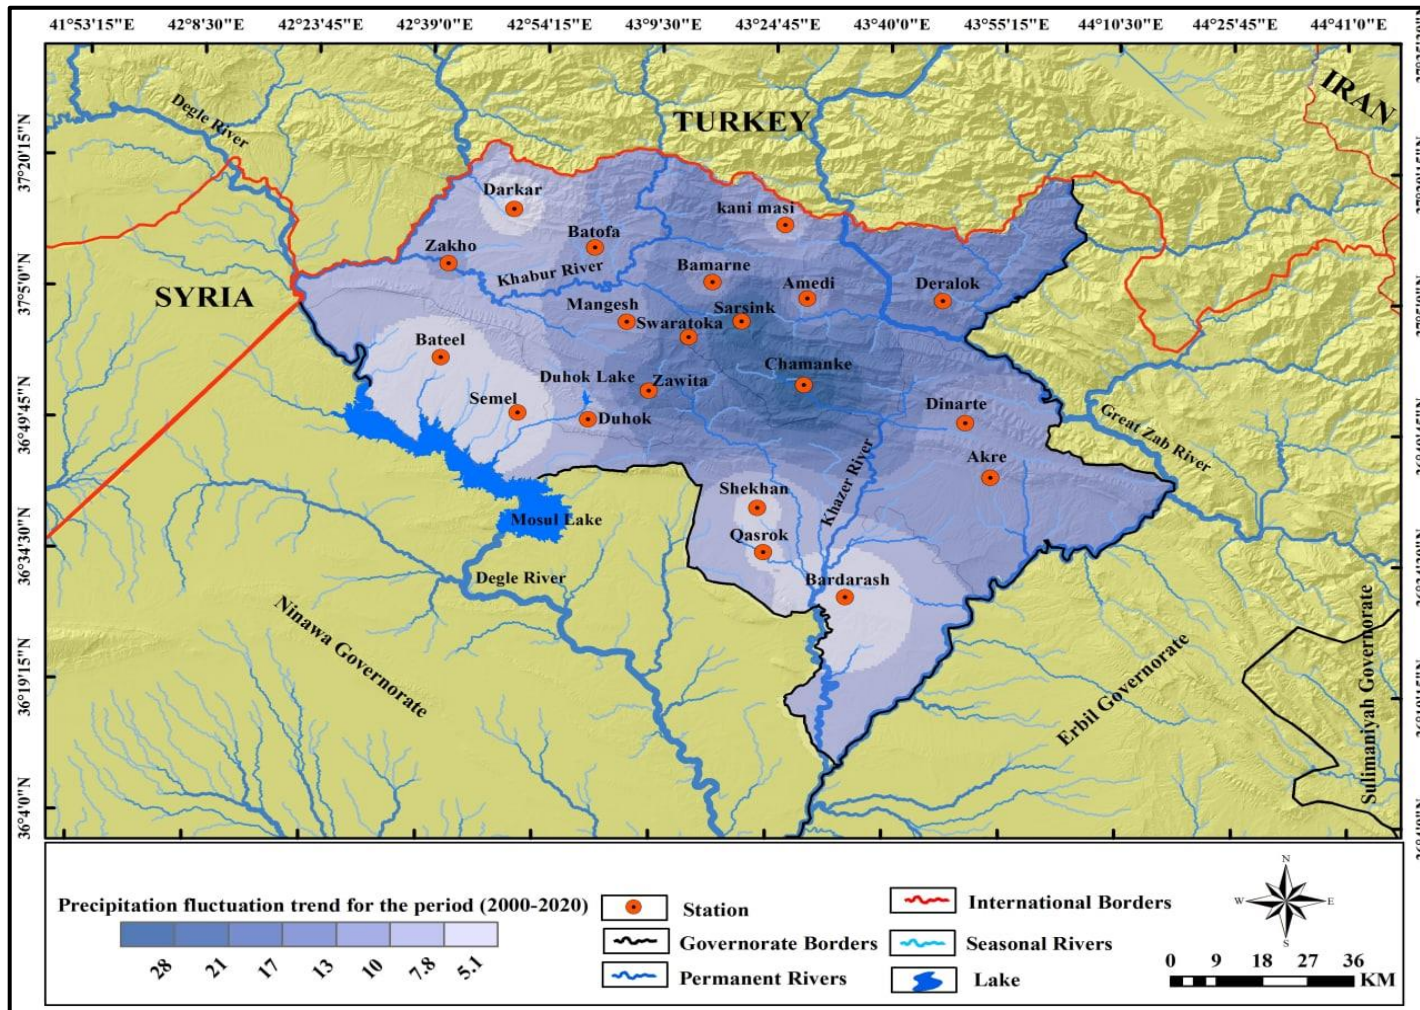 41°53'15"E 42°8'30"E 42°23'45"E 42°39'0"E 42°54'15"E 43°9'30"E 43°24'45"E 43°40'0"E 43°55'15"E 44°10'30"E 44°25'45"E 44°41'0"E
37°20'15"N
37°5'0"N
36°49'45"N
36°34'30"N
36°19'15"N
36°4'0"N
IRAN
TURKEY
Degle River
Darkar
kani masi
Batofa
Zakho
Khabur River
Bamarne
Amedi
Deralok
SYRIA
Mangesh
Sarsink
Swaratoka
Bateel
Chamanke
Duhok Lake
Zawita
Semel
Duhok
Dinarte
Great Zab River
Akre
Shekhan
Khazer River
Mosul Lake
Qasrok
Degle River
Bardarash
Ninawa Governorate
Erbil Governorate
Sulimaniyah Governorate
Precipitation fluctuation trend for the period (2000-2020)
28 21 17 13 10 7.8 5.1
Station
Governorate Borders
Permanent Rivers
International Borders
Seasonal Rivers
Lake
N
W E
S
0 9 18 27 36
KM